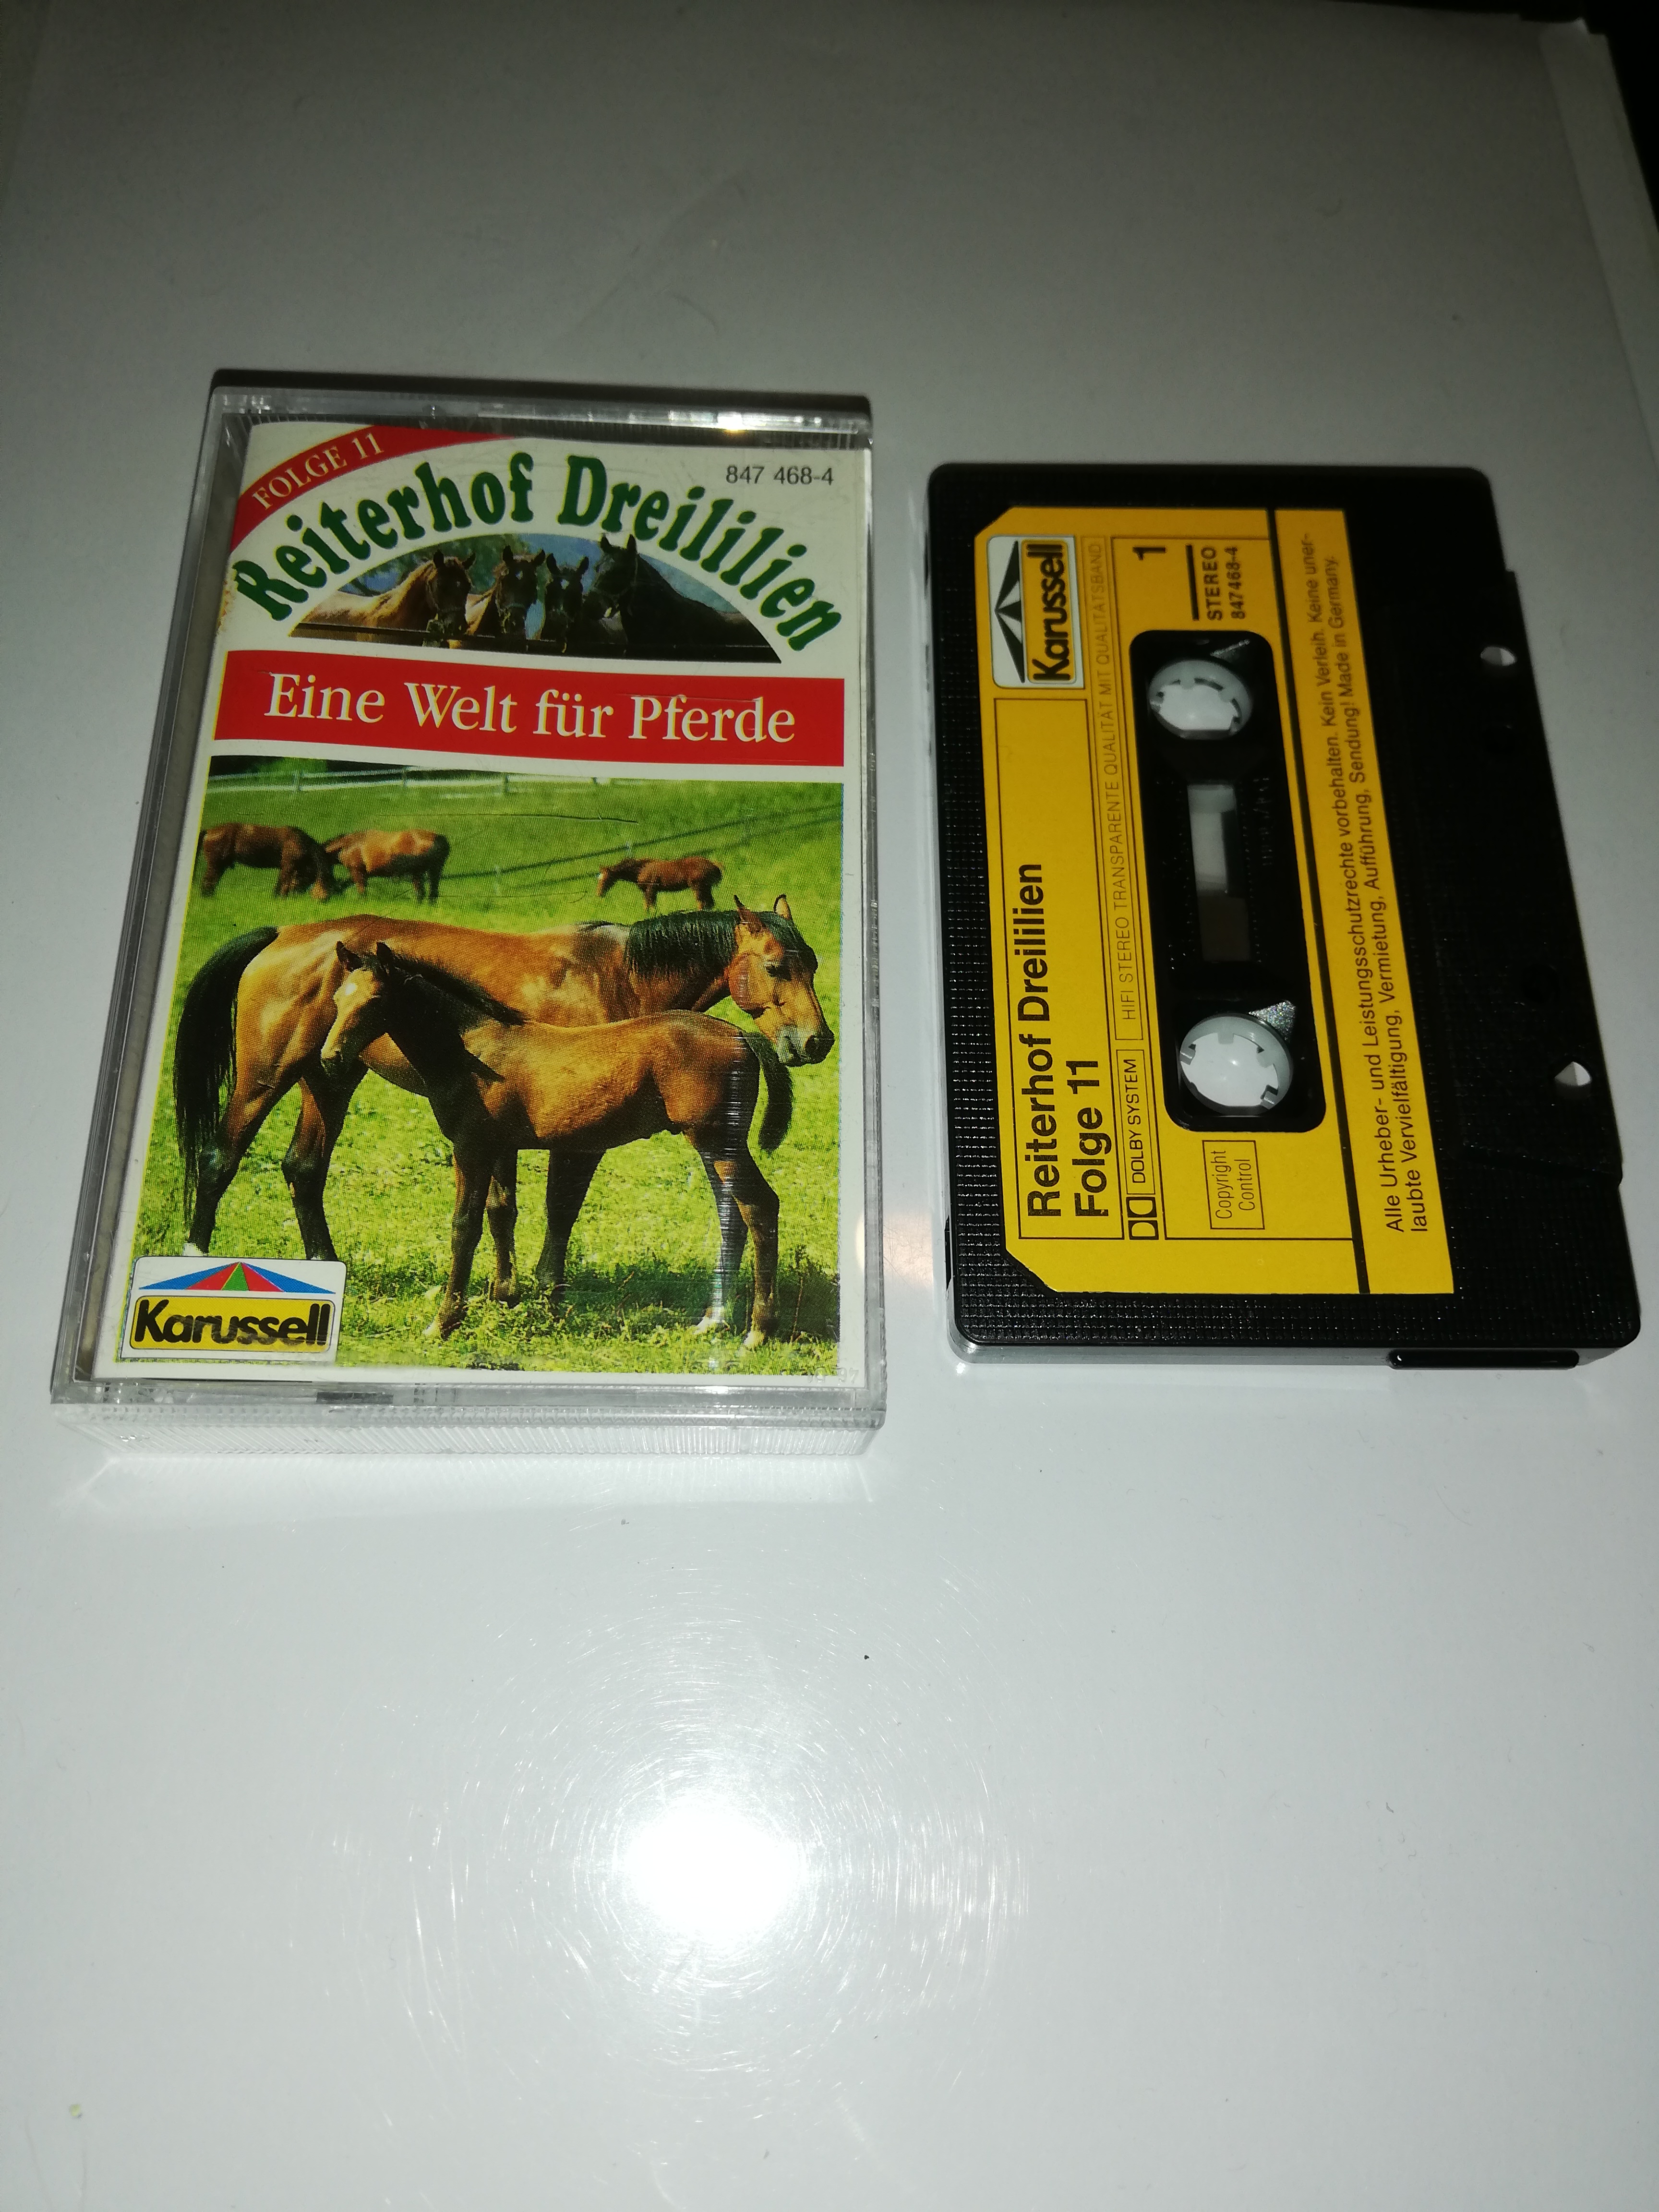 FOLGE 11
Reiterhof Dreililien
847 468-4
Eine Welt für Pferde
Karussell
Karussell
Reiterhof Dreililien
Folge 11
DOLBY SYSTEM
HIFI STEREO TRANSPARENTE QUALITÄT MIT QUALITÄTSBAND
1
STEREO
847468-4
Copyright
Control
Alle Urheber- und Leistungsschutzrechte vorbehalten. Kein Verleih. Keine uner-
laubte Vervielfältigung, Vermietung, Aufführung, Sendung! Made in Germany.